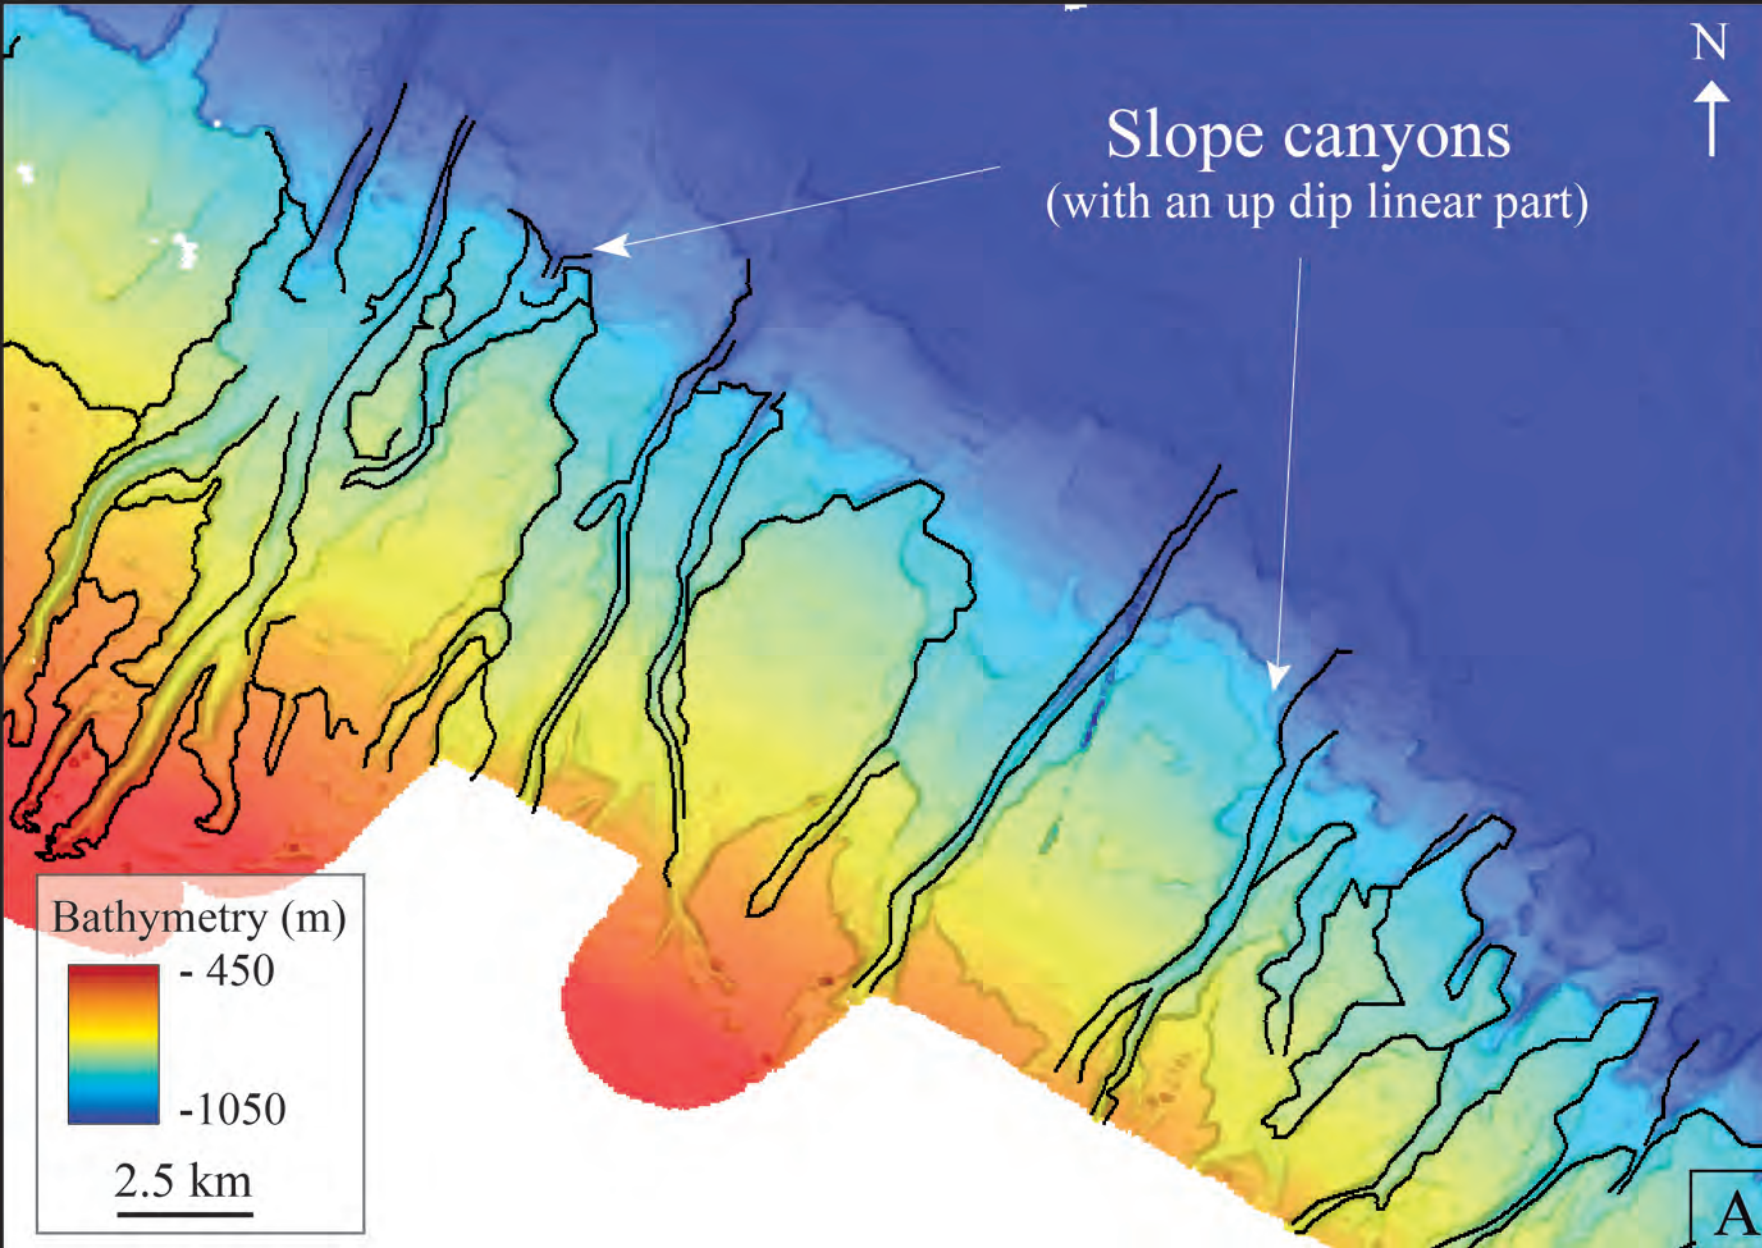 N
Slope canyons
(with an up dip linear part)
Bathymetry (m)
- 450
-1050
2.5 km
A